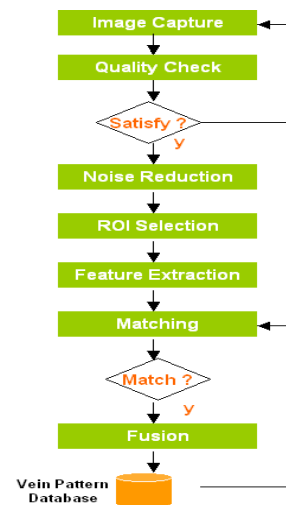 Image Capture
Quality Check
Satisfy ?
y
Noise Reduction
ROI Selection
Feature Extraction
Matching
Match ?
y
Fusion
Vein Pattern
Database